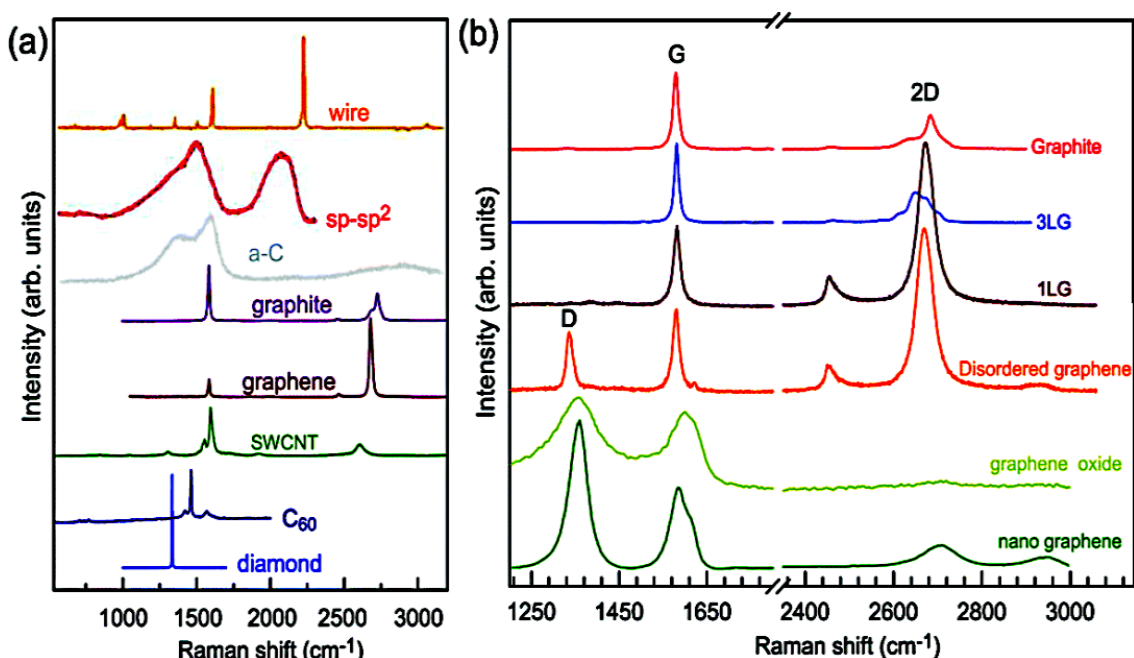 (a)
wire
sp-sp²
a-C
graphite
graphene
SWCNT
C₆₀
diamond
Intensity (arb. units)
1000 1500 2000 2500 3000
Raman shift (cm⁻¹)
(b)
G
2D
Graphite
3LG
1LG
D
Disordered graphene
graphene oxide
nano graphene
Intensity (arb. units)
1250 1450 1650 2400 2600 2800 3000
Raman shift (cm⁻¹)